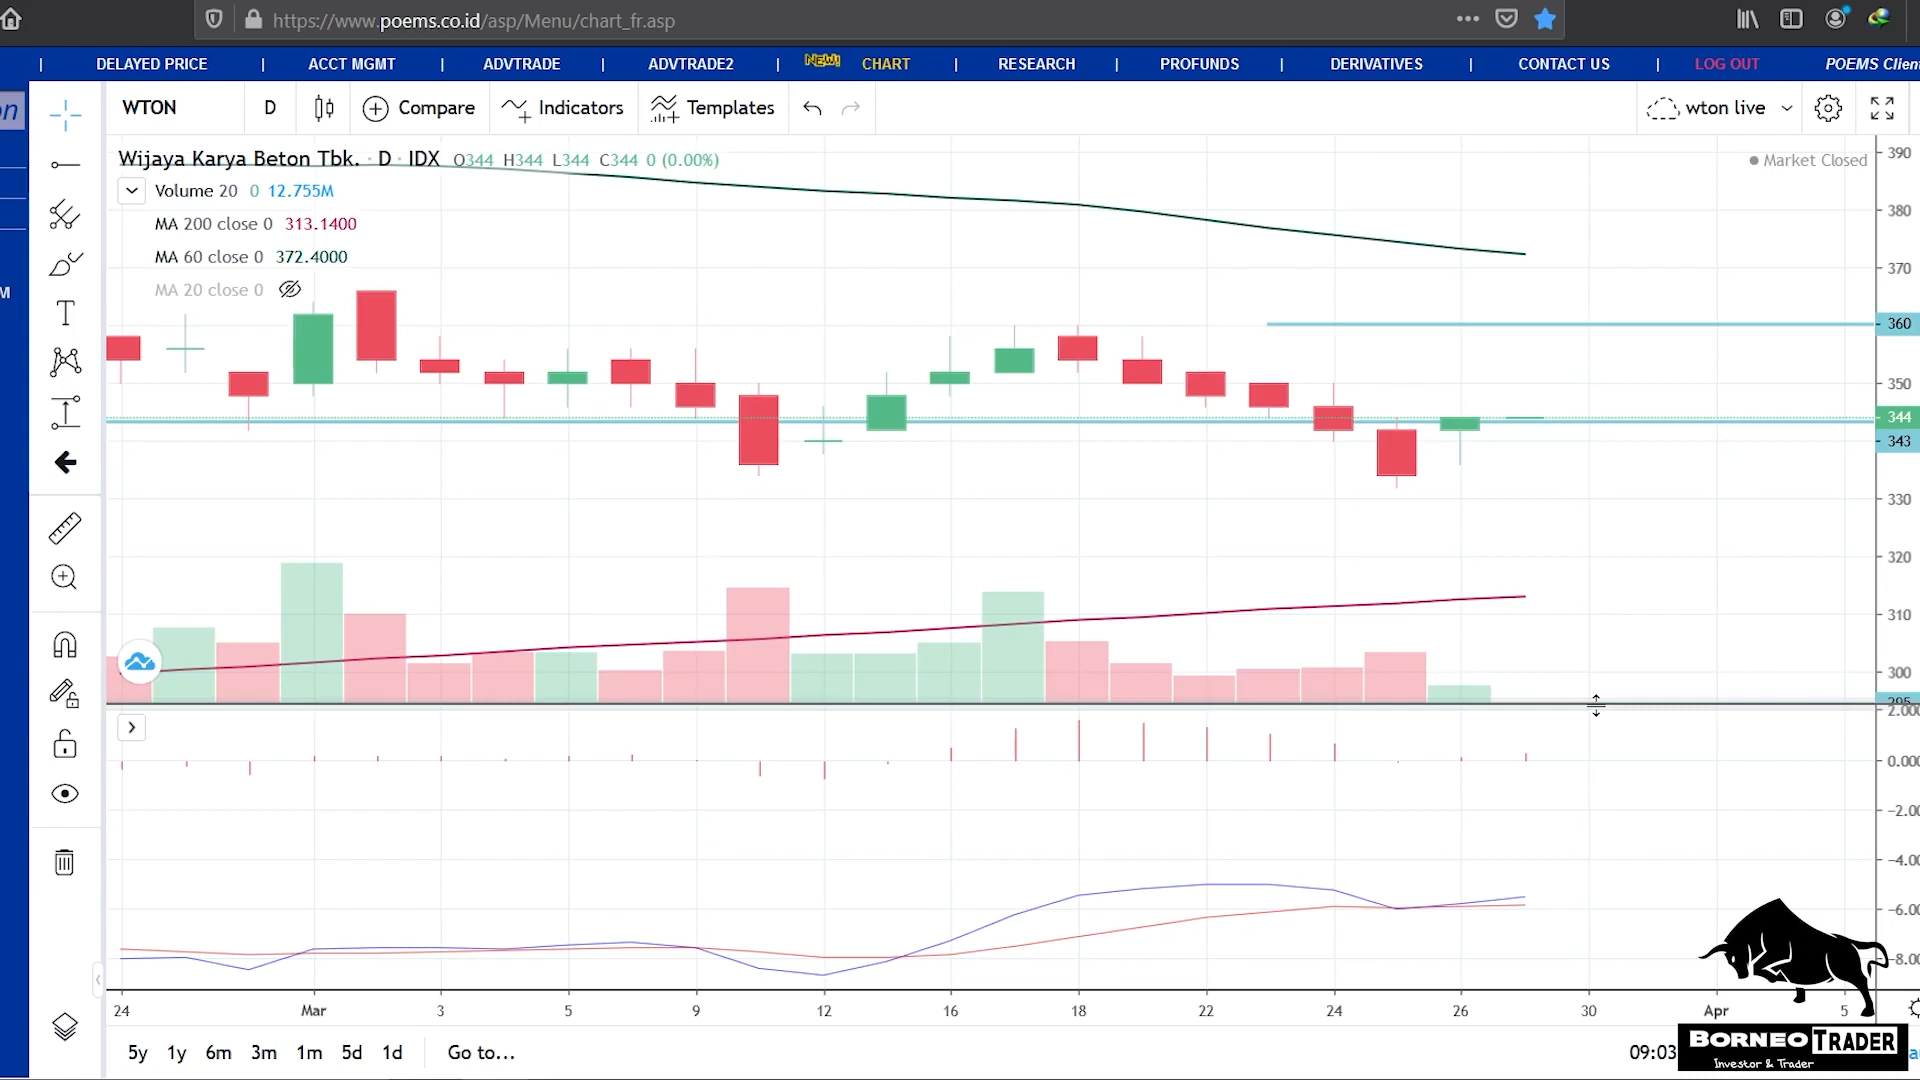 https://www.poems.co.id/asp/Menu/chart_fr.asp
| DELAYED PRICE | ACCT MGMT | ADVTRADE | ADVTRADE2 | NEW! CHART | RESEARCH | PROFUNDS | DERIVATIVES | CONTACT US | LOG OUT POEMS Clien
on
M
WTON D Compare Indicators Templates wton live
Wijaya Karya Beton Tbk. · D · IDX O344 H344 L344 C344 0 (0.00%)
Market Closed
Volume 20 0 12.755M
MA 200 close 0 313.1400
MA 60 close 0 372.4000
MA 20 close 0
390
380
370
360
350
344
343
330
320
310
300
2.000
0.000
-2.00
-4.00
-6.00
-8.00
24 Mar 3 5 9 12 16 18 22 24 26 30 Apr 5
5y 1y 6m 3m 1m 5d 1d Go to...
09:03
BORNEO TRADER
Investor & Trader